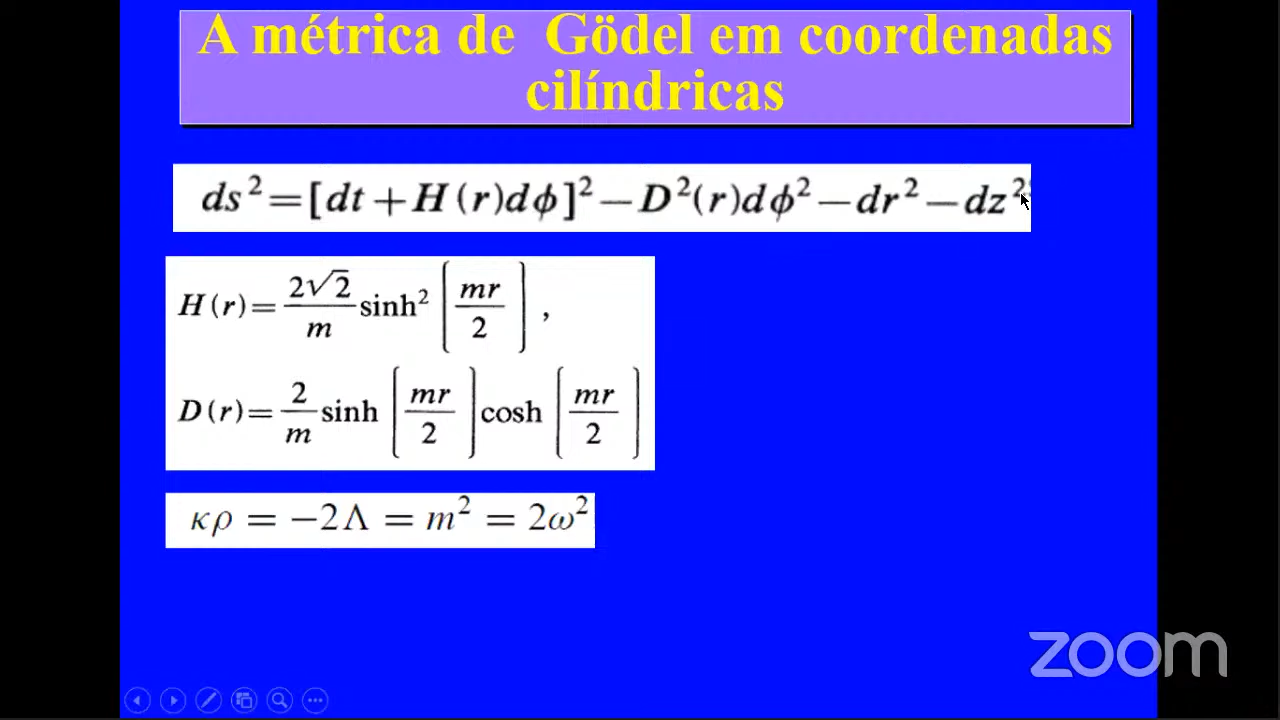 A métrica de Gödel em coordenadas
cilíndricas
ds²=[dt+H(r)dϕ]²−D²(r)dϕ²−dr²−dz²
H(r)=2√2/m sinh² [mr/2] ,
D(r)=2/m sinh [mr/2] cosh [mr/2]
κρ = −2Λ = m² = 2ω²
zoom